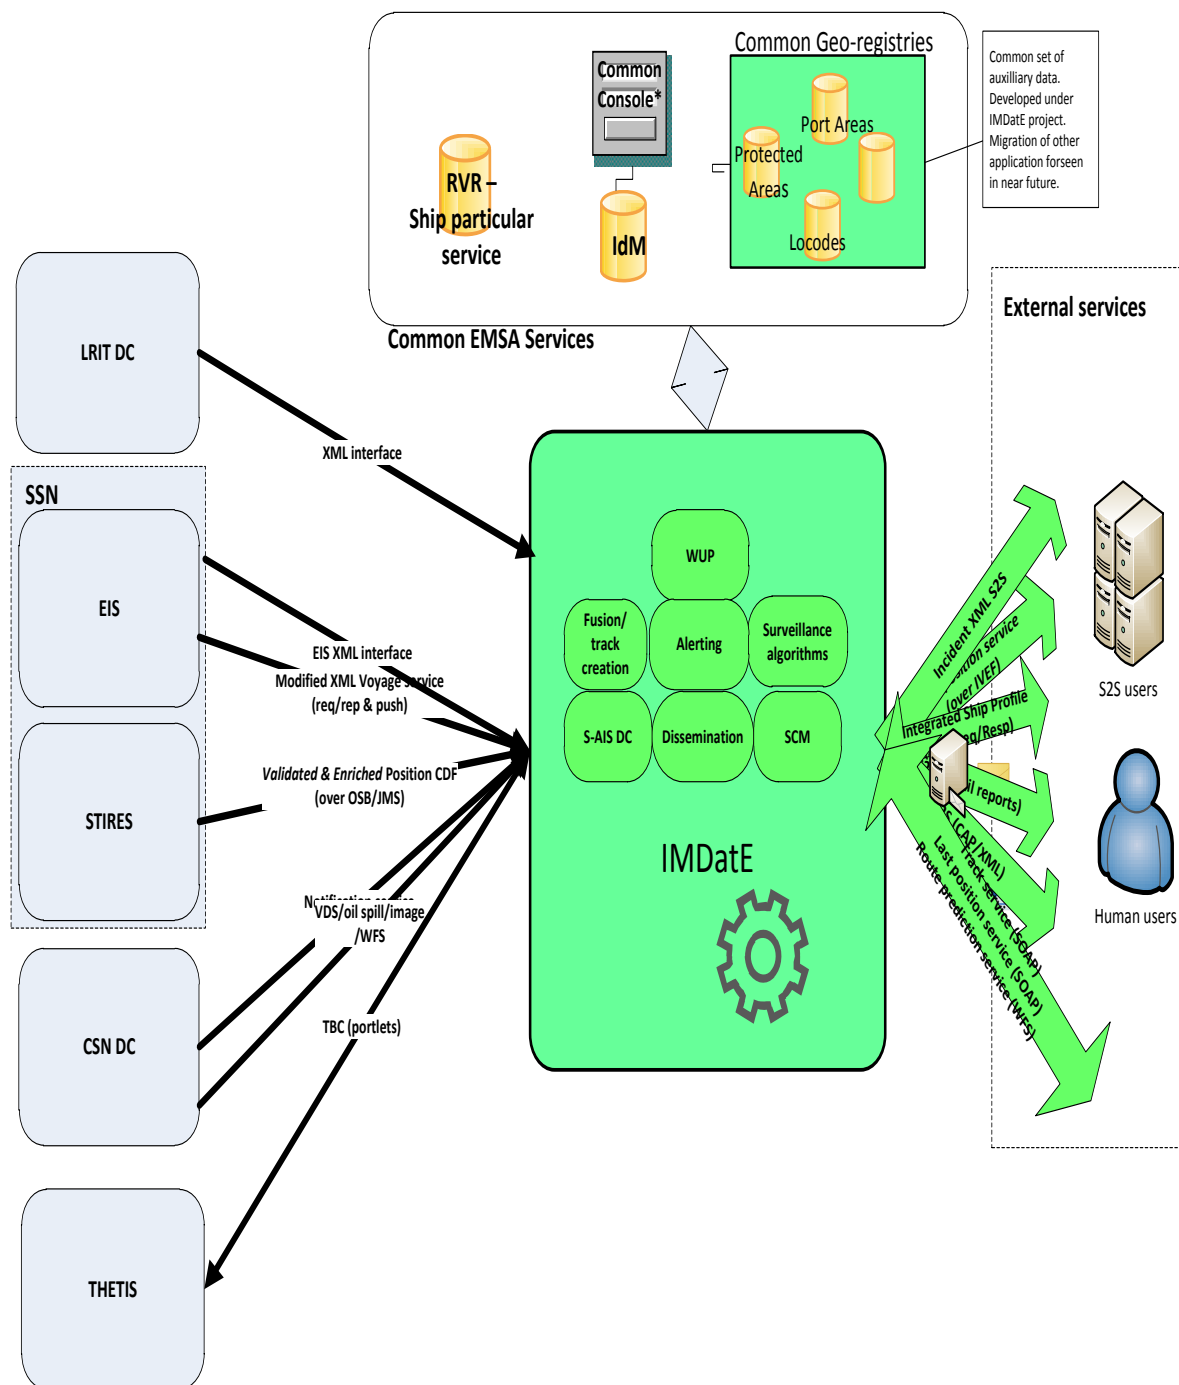 Common Geo-registries
Common
Console*
Port Areas
Protected
Areas
Locodes
RVR –
Ship particular
service
IdM
Common set of
auxilliary data.
Developed under
IMDatE project.
Migration of other
application forseen
in near future.
Common EMSA Services
External services
LRIT DC
XML interface
SSN
EIS
EIS XML interface
Modified XML Voyage service
(req/rep & push)
STIRES
Validated & Enriched Position CDF
(over OSB/JMS)
VDS/oil spill/image
/WFS
CSN DC
TBC (portlets)
THETIS
WUP
Fusion/
track
creation
Alerting
Surveillance
algorithms
S-AIS DC
Dissemination
SCM
IMDatE
Incident XML S2S
service
(over IVEF)
Integrated Ship Profile
reports)
(CAP/XML)
Track service (SOAP)
Last position service (SOAP)
Route prediction service (WFS)
S2S users
Human users